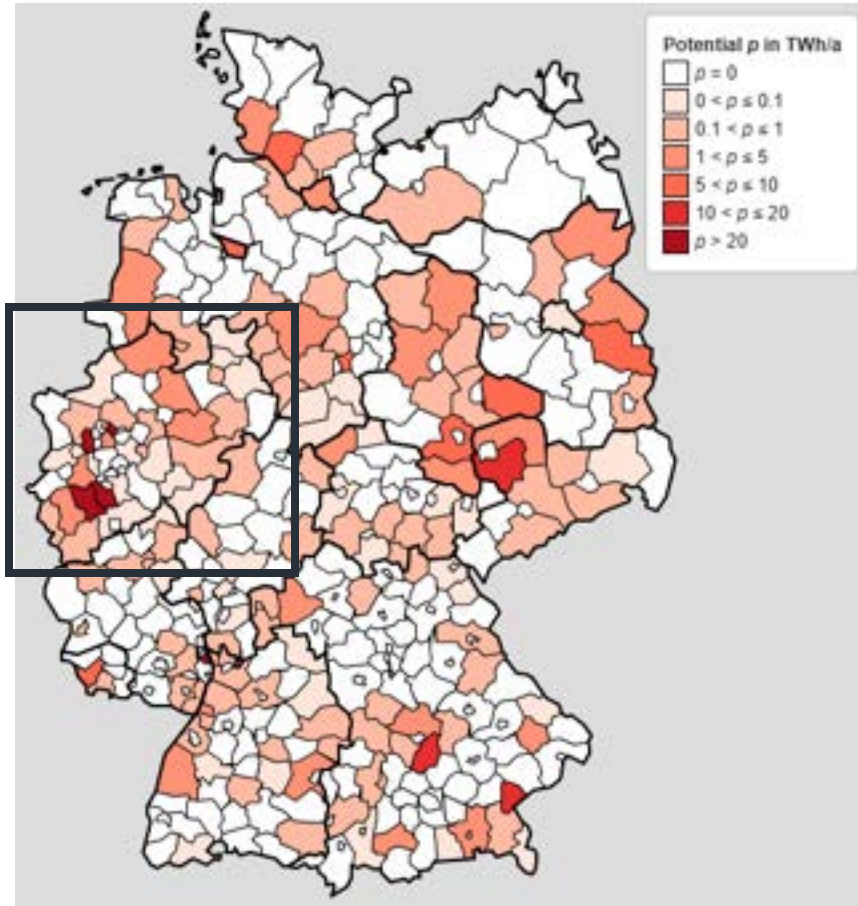 Potential p in TWh/a
p = 0
0 < p ≤ 0.1
0.1 < p ≤ 1
1 < p ≤ 5
5 < p ≤ 10
10 < p ≤ 20
p > 20